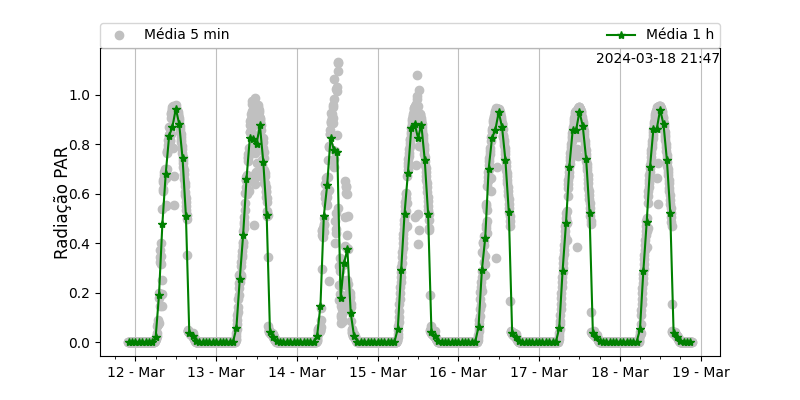 Média 5 min
Média 1 h
2024-03-18 21:47
Radiação PAR
1.0
0.8
0.6
0.4
0.2
0.0
12 - Mar
13 - Mar
14 - Mar
15 - Mar
16 - Mar
17 - Mar
18 - Mar
19 - Mar